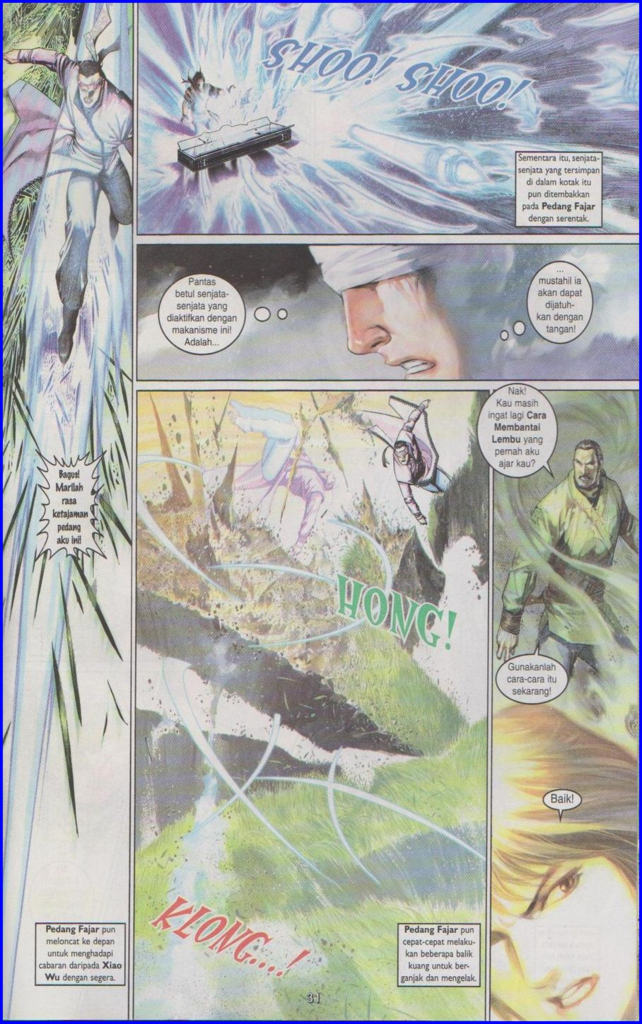 Bagus!
Marilah
rasa
ketajaman
pedang
aku ini!
Pedang Fajar pun
meloncat ke depan
untuk menghadapi
cabaran daripada Xiao
Wu dengan segera.
SHOO! SHOO!
Sementara itu, senjata-
senjata yang tersimpan
di dalam kotak itu
pun ditembakkan
pada Pedang Fajar
dengan serentak.
Pantas
betul senjata-
senjata yang
diaktifkan dengan
makanisme ini!
Adalah...
...
mustahil ia
akan dapat
dijatuh-
kan dengan
tangan!
HONG!
KLONG...!
Pedang Fajar pun
cepat-cepat melaku-
kan beberapa balik
kuang untuk ber-
ganjak dan mengelak.
Nak!
Kau masih
ingat lagi Cara
Membantai
Lembu yang
pernah aku
ajar kau?
Gunakanlah
cara-cara itu
sekarang!
Baik!
31